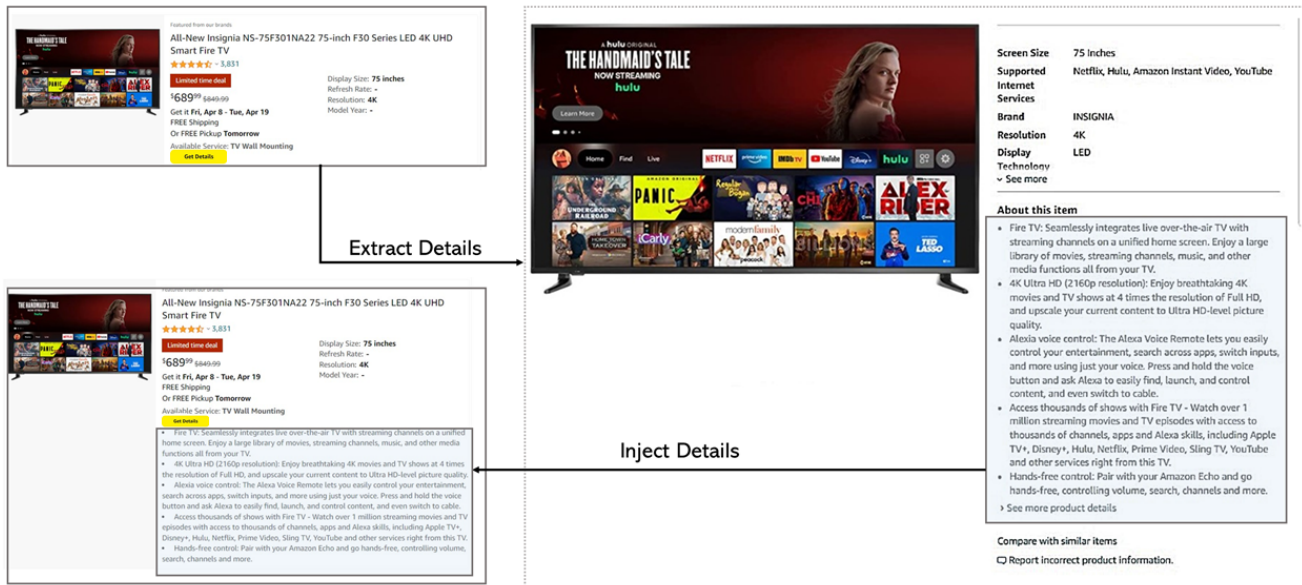 Featured from our brands
All-New Insignia NS-75F301NA22 75-inch F30 Series LED 4K UHD
Smart Fire TV
3,831
Limited time deal
$689⁹⁹ $849.99
Get it Fri, Apr 8 - Tue, Apr 19
FREE Shipping
Or FREE Pickup Tomorrow
Available Service: TV Wall Mounting
Get Details
Display Size: 75 inches
Refresh Rate: -
Resolution: 4K
Model Year: -
THE HANDMAID'S TALE
hulu
Extract Details
A hulu ORIGINAL
THE HANDMAID'S TALE
NOW STREAMING
hulu
Learn More
Home Find Live
NETFLIX prime video IMDb TV YouTube Disney+ hulu
UNDERGROUND
RAILROAD
AMAZON ORIGINAL
PANIC
Regular
CHI
ALEX
RIDER
HOME TOWN
TAKEOVER
iCarly
modern family
peacock
BILLIONS
TED
LASSO
Screen Size 75 Inches
Supported
Internet
Services
Netflix, Hulu, Amazon Instant Video, YouTube
Brand INSIGNIA
Resolution 4K
Display
Technology
LED
See more
About this item
• Fire TV: Seamlessly integrates live over-the-air TV with
streaming channels on a unified home screen. Enjoy a large
library of movies, streaming channels, music, and other
media functions all from your TV.
• 4K Ultra HD (2160p resolution): Enjoy breathtaking 4K
movies and TV shows at 4 times the resolution of Full HD,
and upscale your current content to Ultra HD-level picture
quality.
• Alexia voice control: The Alexa Voice Remote lets you easily
control your entertainment, search across apps, switch inputs,
and more using just your voice. Press and hold the voice
button and ask Alexa to easily find, launch, and control
content, and even switch to cable.
• Access thousands of shows with Fire TV - Watch over 1
million streaming movies and TV episodes with access to
thousands of channels, apps and Alexa skills, including Apple
TV+, Disney+, Hulu, Netflix, Prime Video, Sling TV, YouTube
and other services right from this TV.
• Hands-free control: Pair with your Amazon Echo and go
hands-free, controlling volume, search, channels and more.
› See more product details
Compare with similar items
Report incorrect product information.
Inject Details
Featured from our brands
All-New Insignia NS-75F301NA22 75-inch F30 Series LED 4K UHD
Smart Fire TV
3,831
Limited time deal
$689⁹⁹ $849.99
Get it Fri, Apr 8 - Tue, Apr 19
FREE Shipping
Or FREE Pickup Tomorrow
Available Service: TV Wall Mounting
Get Details
Display Size: 75 inches
Refresh Rate: -
Resolution: 4K
Model Year: -
THE HANDMAID'S TALE
hulu
• Fire TV: Seamlessly integrates live over-the-air TV with streaming channels on a unified
home screen. Enjoy a large library of movies, streaming channels, music, and other media
functions all from your TV.
• 4K Ultra HD (2160p resolution): Enjoy breathtaking 4K movies and TV shows at 4 times
the resolution of Full HD, and upscale your current content to Ultra HD-level picture quality.
• Alexia voice control: The Alexa Voice Remote lets you easily control your entertainment,
search across apps, switch inputs, and more using just your voice. Press and hold the voice
button and ask Alexa to easily find, launch, and control content, and even switch to cable.
• Access thousands of shows with Fire TV - Watch over 1 million streaming movies and TV
episodes with access to thousands of channels, apps and Alexa skills, including Apple TV+,
Disney+, Hulu, Netflix, Prime Video, Sling TV, YouTube and other services right from this TV.
• Hands-free control: Pair with your Amazon Echo and go hands-free, controlling volume,
search, channels and more.